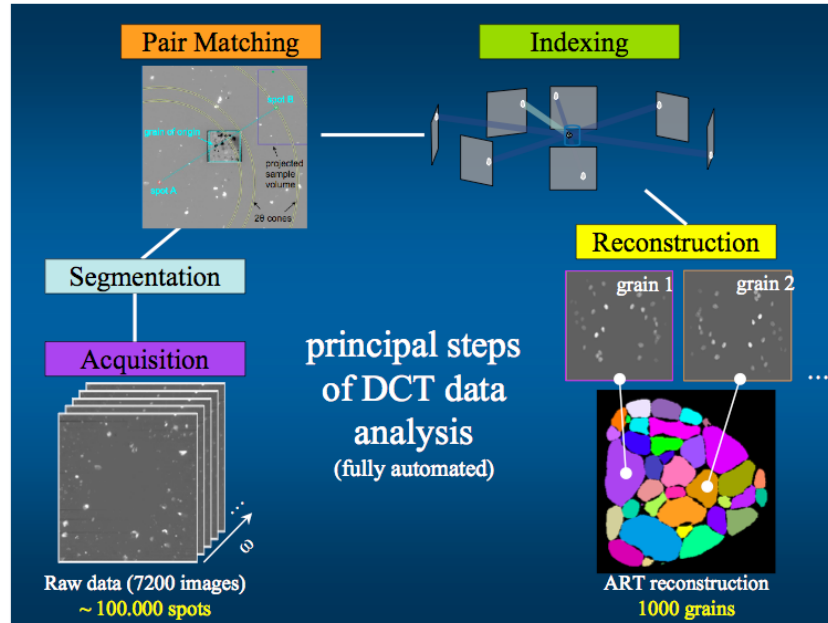 Pair Matching
Indexing
spot B
grain of origin
projected
sample
volume
spot A
2θ cones
Segmentation
Reconstruction
grain 1
grain 2
Acquisition
principal steps
of DCT data
analysis
(fully automated)
...
...
ω
Raw data (7200 images)
~ 100.000 spots
ART reconstruction
1000 grains